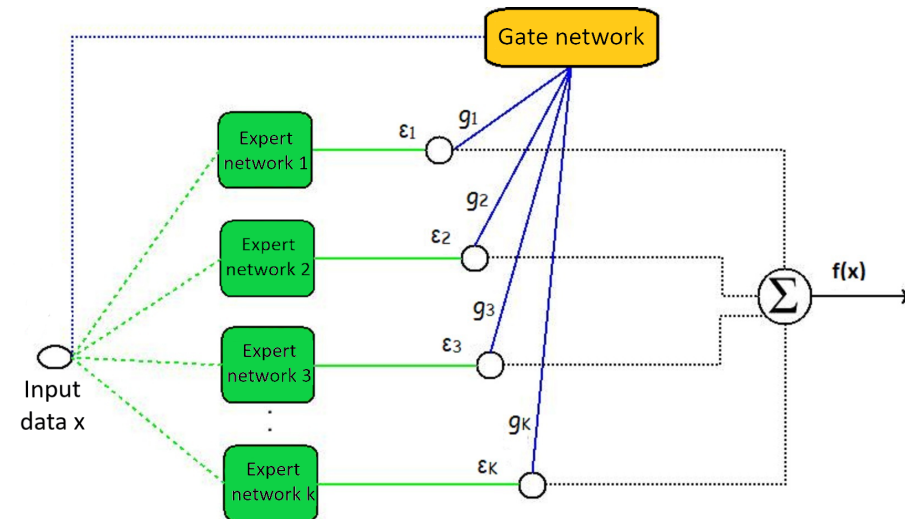 Gate network
Expert
network 1
ε1
g1
Expert
network 2
ε2
g2
f(x)
Σ
Expert
network 3
ε3
g3
Input
data x
Expert
network k
εK
gK